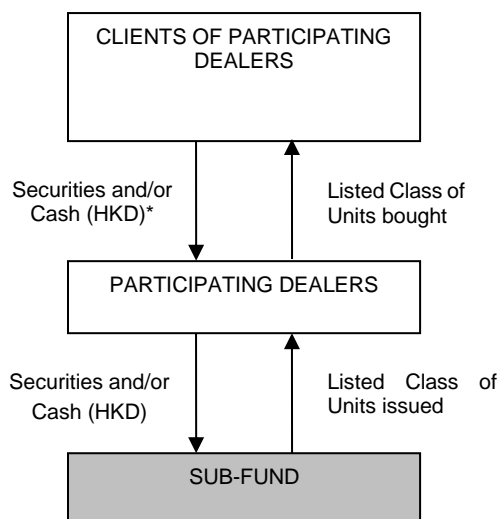 CLIENTS OF PARTICIPATING
DEALERS
Securities and/or
Cash (HKD)*
Listed Class of
Units bought
PARTICIPATING DEALERS
Securities and/or
Cash (HKD)
Listed Class of
Units issued
SUB-FUND